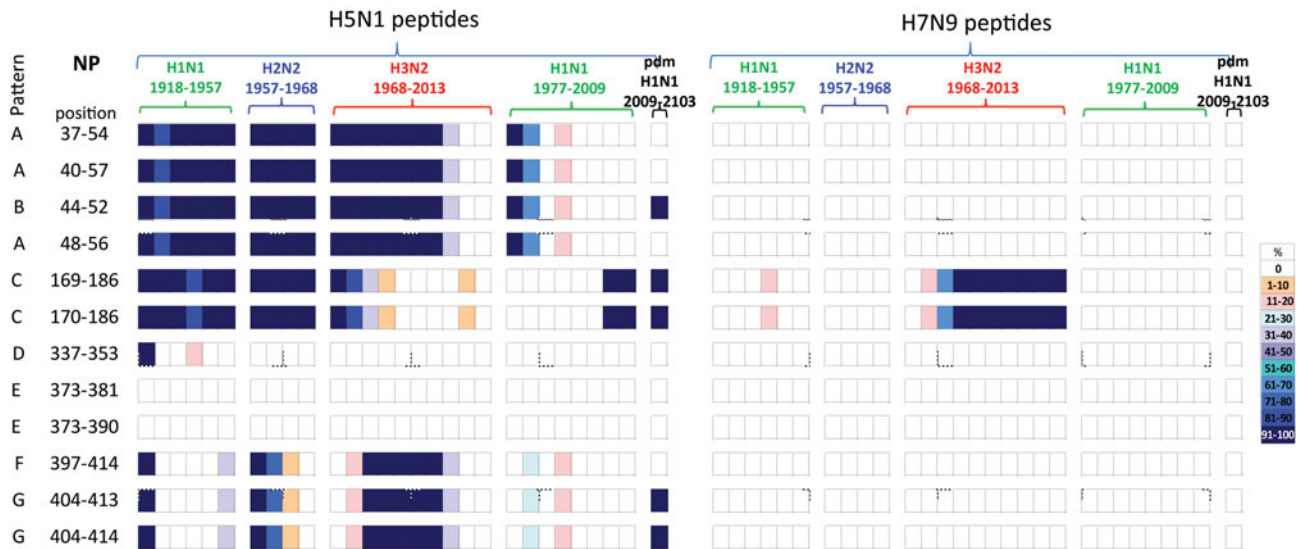 H5N1 peptides H7N9 peptides
Pattern NP position
H1N1 1918-1957 H2N2 1957-1968 H3N2 1968-2013 H1N1 1977-2009 pdm H1N1 2009-2103
H1N1 1918-1957 H2N2 1957-1968 H3N2 1968-2013 H1N1 1977-2009 pdm H1N1 2009-2103
A 37-54
A 40-57
B 44-52
A 48-56
C 169-186
C 170-186
D 337-353
E 373-381
E 373-390
F 397-414
G 404-413
G 404-414
%
0
1-10
11-20
21-30
31-40
41-50
51-60
61-70
71-80
81-90
91-100